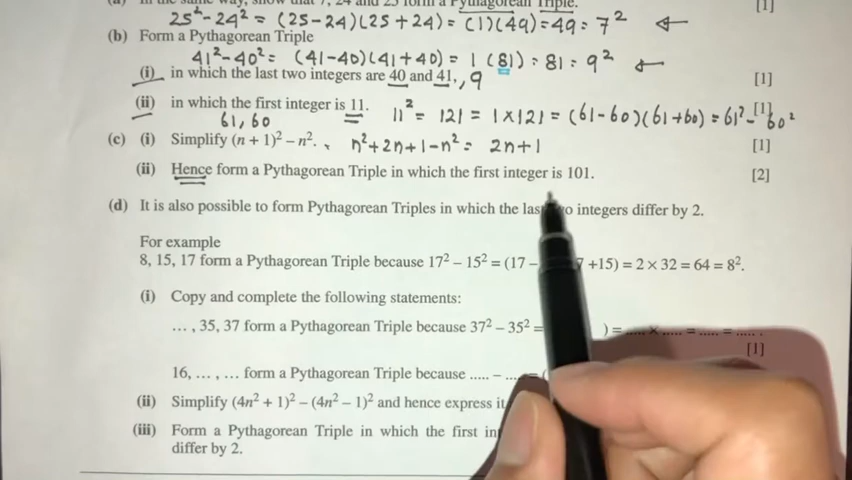 (a) In the same way, show that 7, 24 and 25 form a Pythagorean Triple. [1]
25² - 24² = (25-24)(25+24) = (1)(49) = 49 = 7² ←
(b) Form a Pythagorean Triple
41² - 40² = (41-40)(41+40) = 1 (81) = 81 = 9² ←
(i) in which the last two integers are 40 and 41, , 9 [1]
(ii) in which the first integer is 11. 11² = 121 = 1×121 = (61-60)(61+60) = 61² - 60² [1]
61, 60
(c) (i) Simplify (n + 1)² – n². n²+2n+1-n² = 2n+1 [1]
(ii) Hence form a Pythagorean Triple in which the first integer is 101. [2]
(d) It is also possible to form Pythagorean Triples in which the integers differ by 2.
For example
8, 15, 17 form a Pythagorean Triple because 17² – 15² = (17 – +15) = 2 × 32 = 64 = 8².
(i) Copy and complete the following statements:
... , 35, 37 form a Pythagorean Triple because 37² – 35² = ) = ..... × ..... = ..... = ..... .
[1]
16, ... , ... form a Pythagorean Triple because ..... – ..... = (
(ii) Simplify (4n² + 1)² – (4n² – 1)² and hence express it
(iii) Form a Pythagorean Triple in which the first
differ by 2.